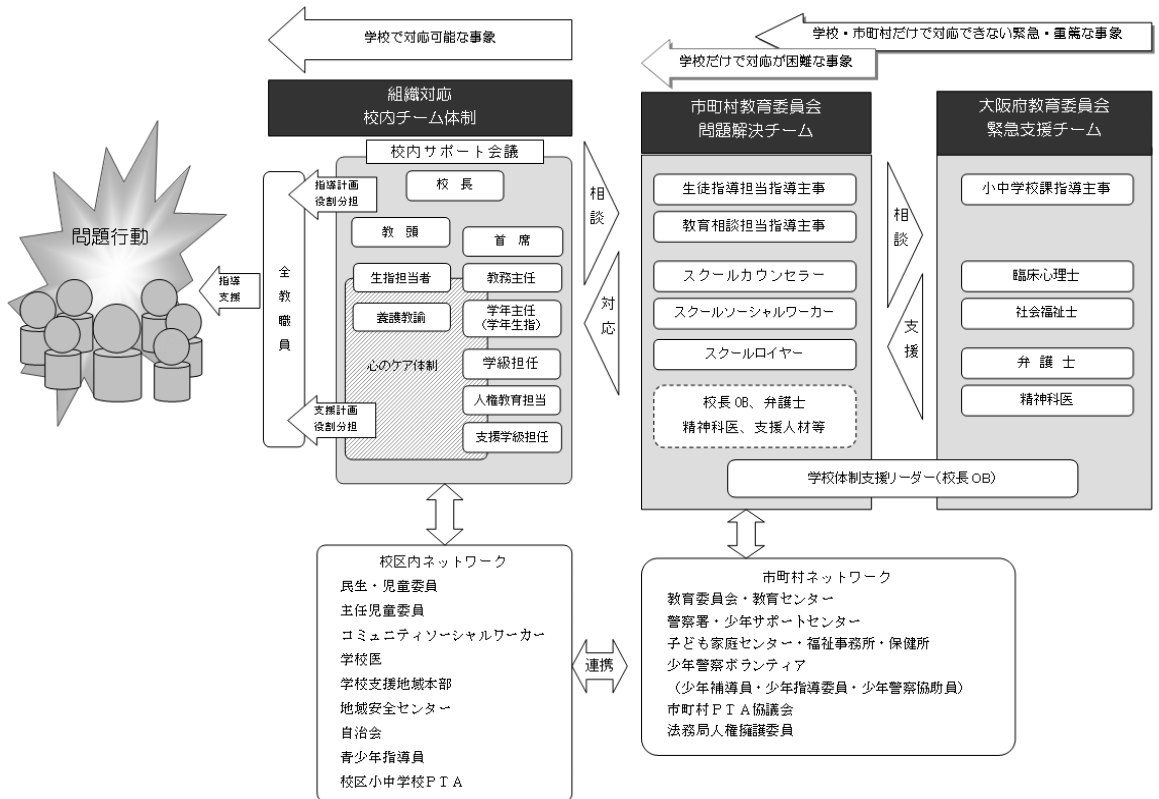 学校で対応可能な事象
学校・市町村だけで対応できない緊急・重篤な事象
学校だけで対応が困難な事象
組織対応
校内チーム体制
市町村教育委員会
問題解決チーム
大阪府教育委員会
緊急支援チーム
問題行動
指導
支援
全教職員
指導計画
役割分担
支援計画
役割分担
校内サポート会議
校 長
教 頭
首 席
生指担当者
教務主任
養護教諭
学年主任
(学年生指)
心のケア体制
学級担任
人権教育担当
支援学級担任
相談
対応
生徒指導担当指導主事
教育相談担当指導主事
スクールカウンセラー
スクールソーシャルワーカー
スクールロイヤー
校長OB、弁護士
精神科医、支援人材等
相談
支援
小中学校課指導主事
臨床心理士
社会福祉士
弁 護 士
精神科医
学校体制支援リーダー(校長OB)
校区内ネットワーク
民生・児童委員
主任児童委員
コミュニティソーシャルワーカー
学校医
学校支援地域本部
地域安全センター
自治会
青少年指導員
校区小中学校PTA
連携
市町村ネットワーク
教育委員会・教育センター
警察署・少年サポートセンター
子ども家庭センター・福祉事務所・保健所
少年警察ボランティア
(少年補導員・少年指導委員・少年警察協助員)
市町村PTA協議会
法務局人権擁護委員